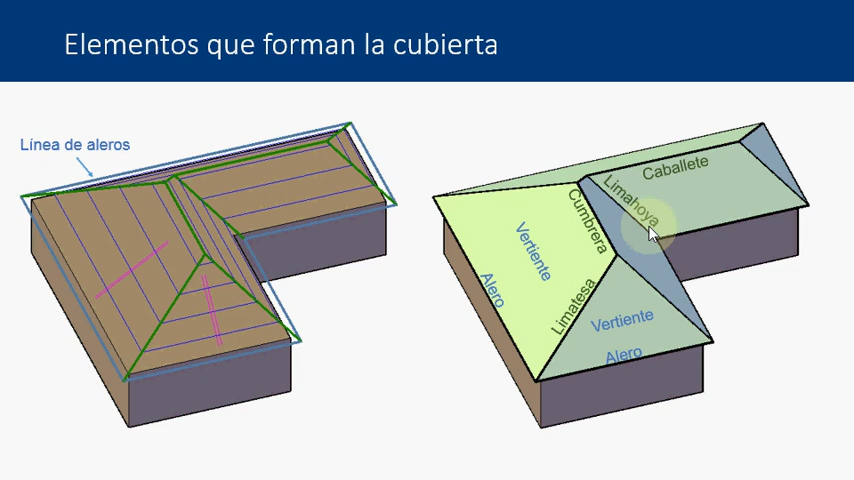 Elementos que forman la cubierta
Línea de aleros
Caballete
Limahoya
Cumbrera
Vertiente
Alero
Limatesa
Vertiente
Alero